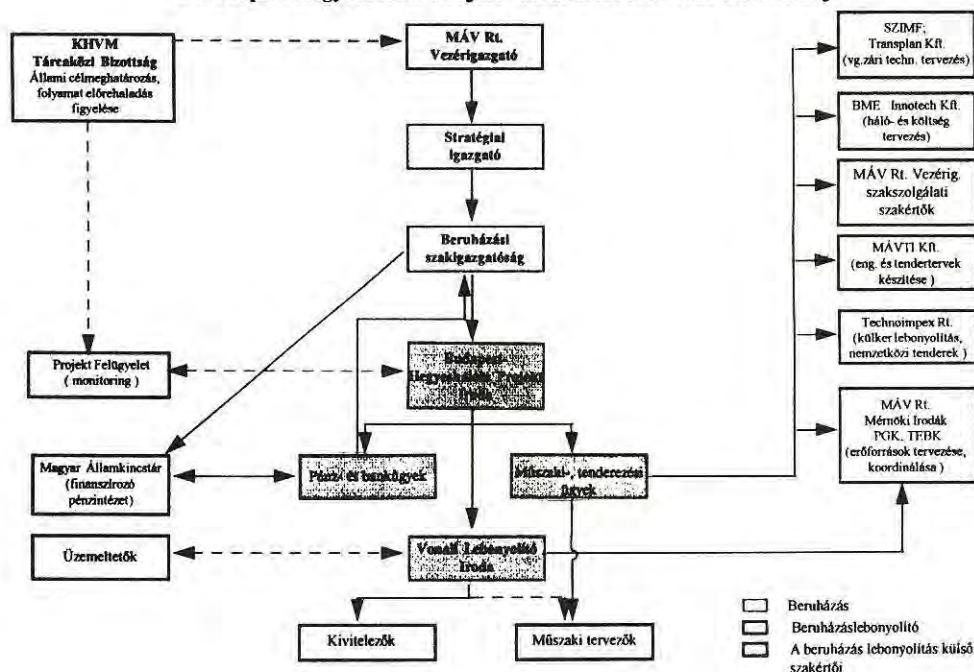 KHVM
Tárcaközi Bizottság
Állami célmeghatározás,
folyamat előrehaladás
figyelése
MÁV Rt.
Vezérigazgató
Stratégiai
igazgató
Beruházási
szakigazgatóság
Projekt Felügyelet
( monitoring )
Budapest-
Hegyeshalom Projekt
Iroda
Magyar Államkincstár
(finanszírozó
pénzintézet)
Pénz- és bankügyek
Műszaki-, tenderezési
ügyek
Üzemeltetők
Vonali Lebonyolító
Iroda
Kivitelezők
Műszaki tervezők
SZIMF,
Transplan Kft.
(vg.zári techn. tervezés)
BME Innotech Kft.
(háló- és költség
tervezés)
MÁV Rt. Vezérig.
szakszolgálati
szakértők
MÁVTI Kft.
(eng. és tendertervek
készítése )
Technoimpex Rt.
(külker lebonyolítás,
nemzetközi tenderek )
MÁV Rt.
Mérnöki Irodák
PGK, TEBK
(erőforrások tervezése,
koordinálása )
Beruházás
Beruházáslebonyolító
A beruházás lebonyolítás külső
szakértői